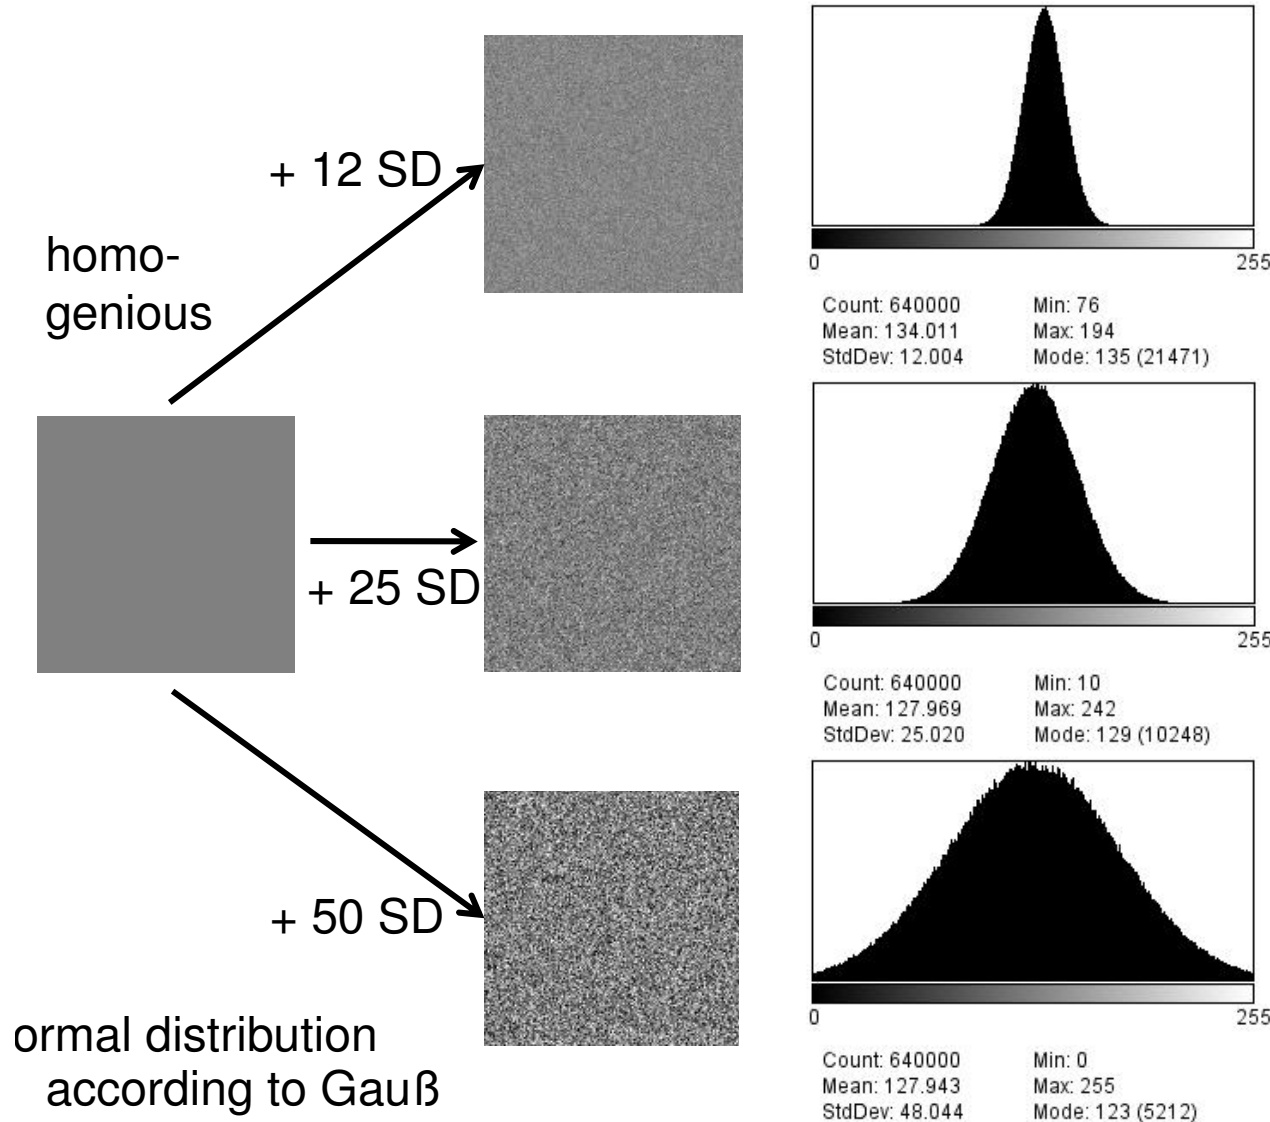 + 12 SD
homo-
genious
0 255
Count: 640000 Min: 76
Mean: 134.011 Max: 194
StdDev: 12.004 Mode: 135 (21471)
+ 25 SD
0 255
Count: 640000 Min: 10
Mean: 127.969 Max: 242
StdDev: 25.020 Mode: 129 (10248)
+ 50 SD
0 255
ormal distribution
according to Gauß
Count: 640000 Min: 0
Mean: 127.943 Max: 255
StdDev: 48.044 Mode: 123 (5212)